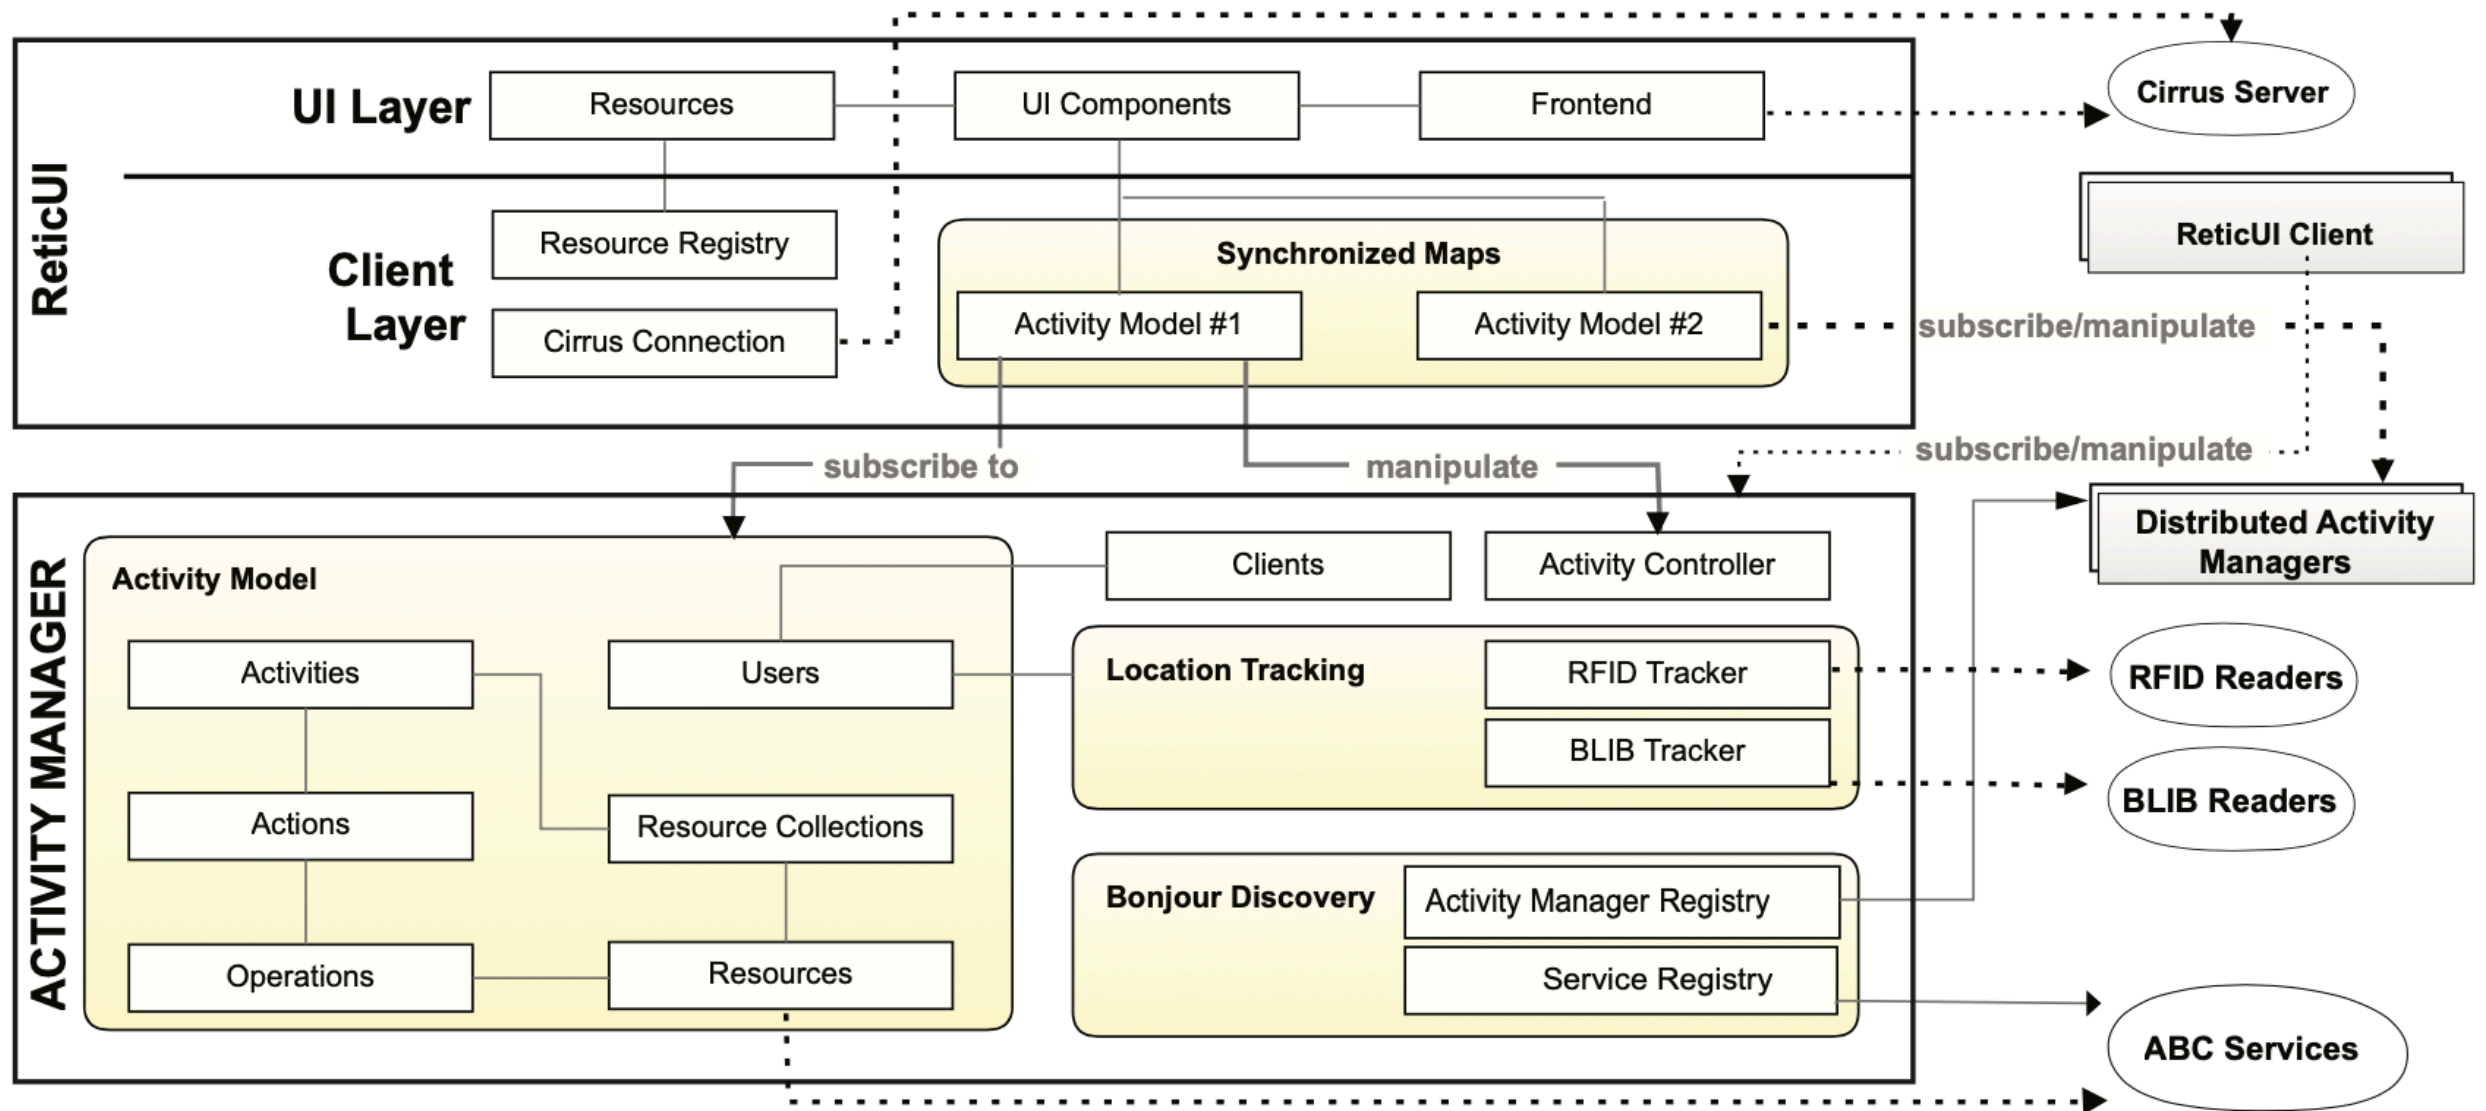 UI Layer
Resources
UI Components
Frontend
Cirrus Server
ReticUI
Client
Layer
Resource Registry
Cirrus Connection
Synchronized Maps
Activity Model #1
Activity Model #2
subscribe/manipulate
ReticUI Client
subscribe to
manipulate
subscribe/manipulate
ACTIVITY MANAGER
Activity Model
Clients
Activity Controller
Distributed Activity
Managers
Activities
Users
Location Tracking
RFID Tracker
RFID Readers
BLIB Tracker
BLIB Readers
Actions
Resource Collections
Bonjour Discovery
Activity Manager Registry
Operations
Resources
Service Registry
ABC Services